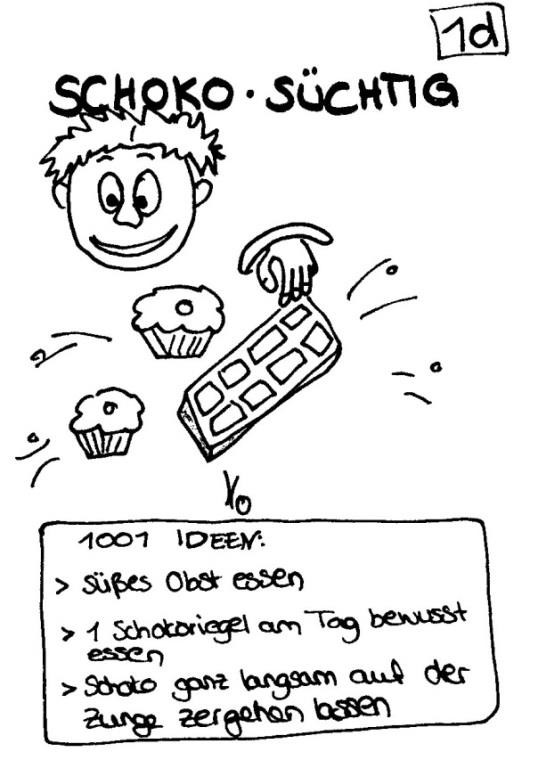 1d
SCHOKO · SÜCHTIG
1001 IDEEN:
> süßes Obst essen
> 1 Schokoriegel am Tag bewusst
essen
> Schoko ganz langsam auf der
Zunge zergehen lassen